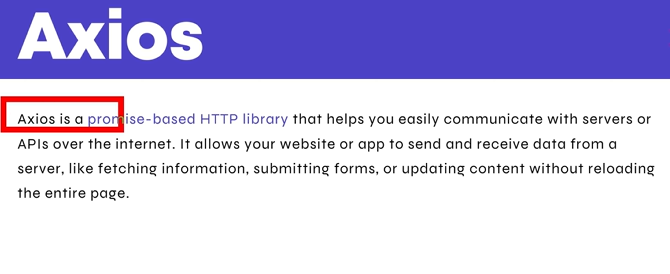 Axios
Axios is a promise-based HTTP library that helps you easily communicate with servers or
APIs over the internet. It allows your website or app to send and receive data from a
server, like fetching information, submitting forms, or updating content without reloading
the entire page.